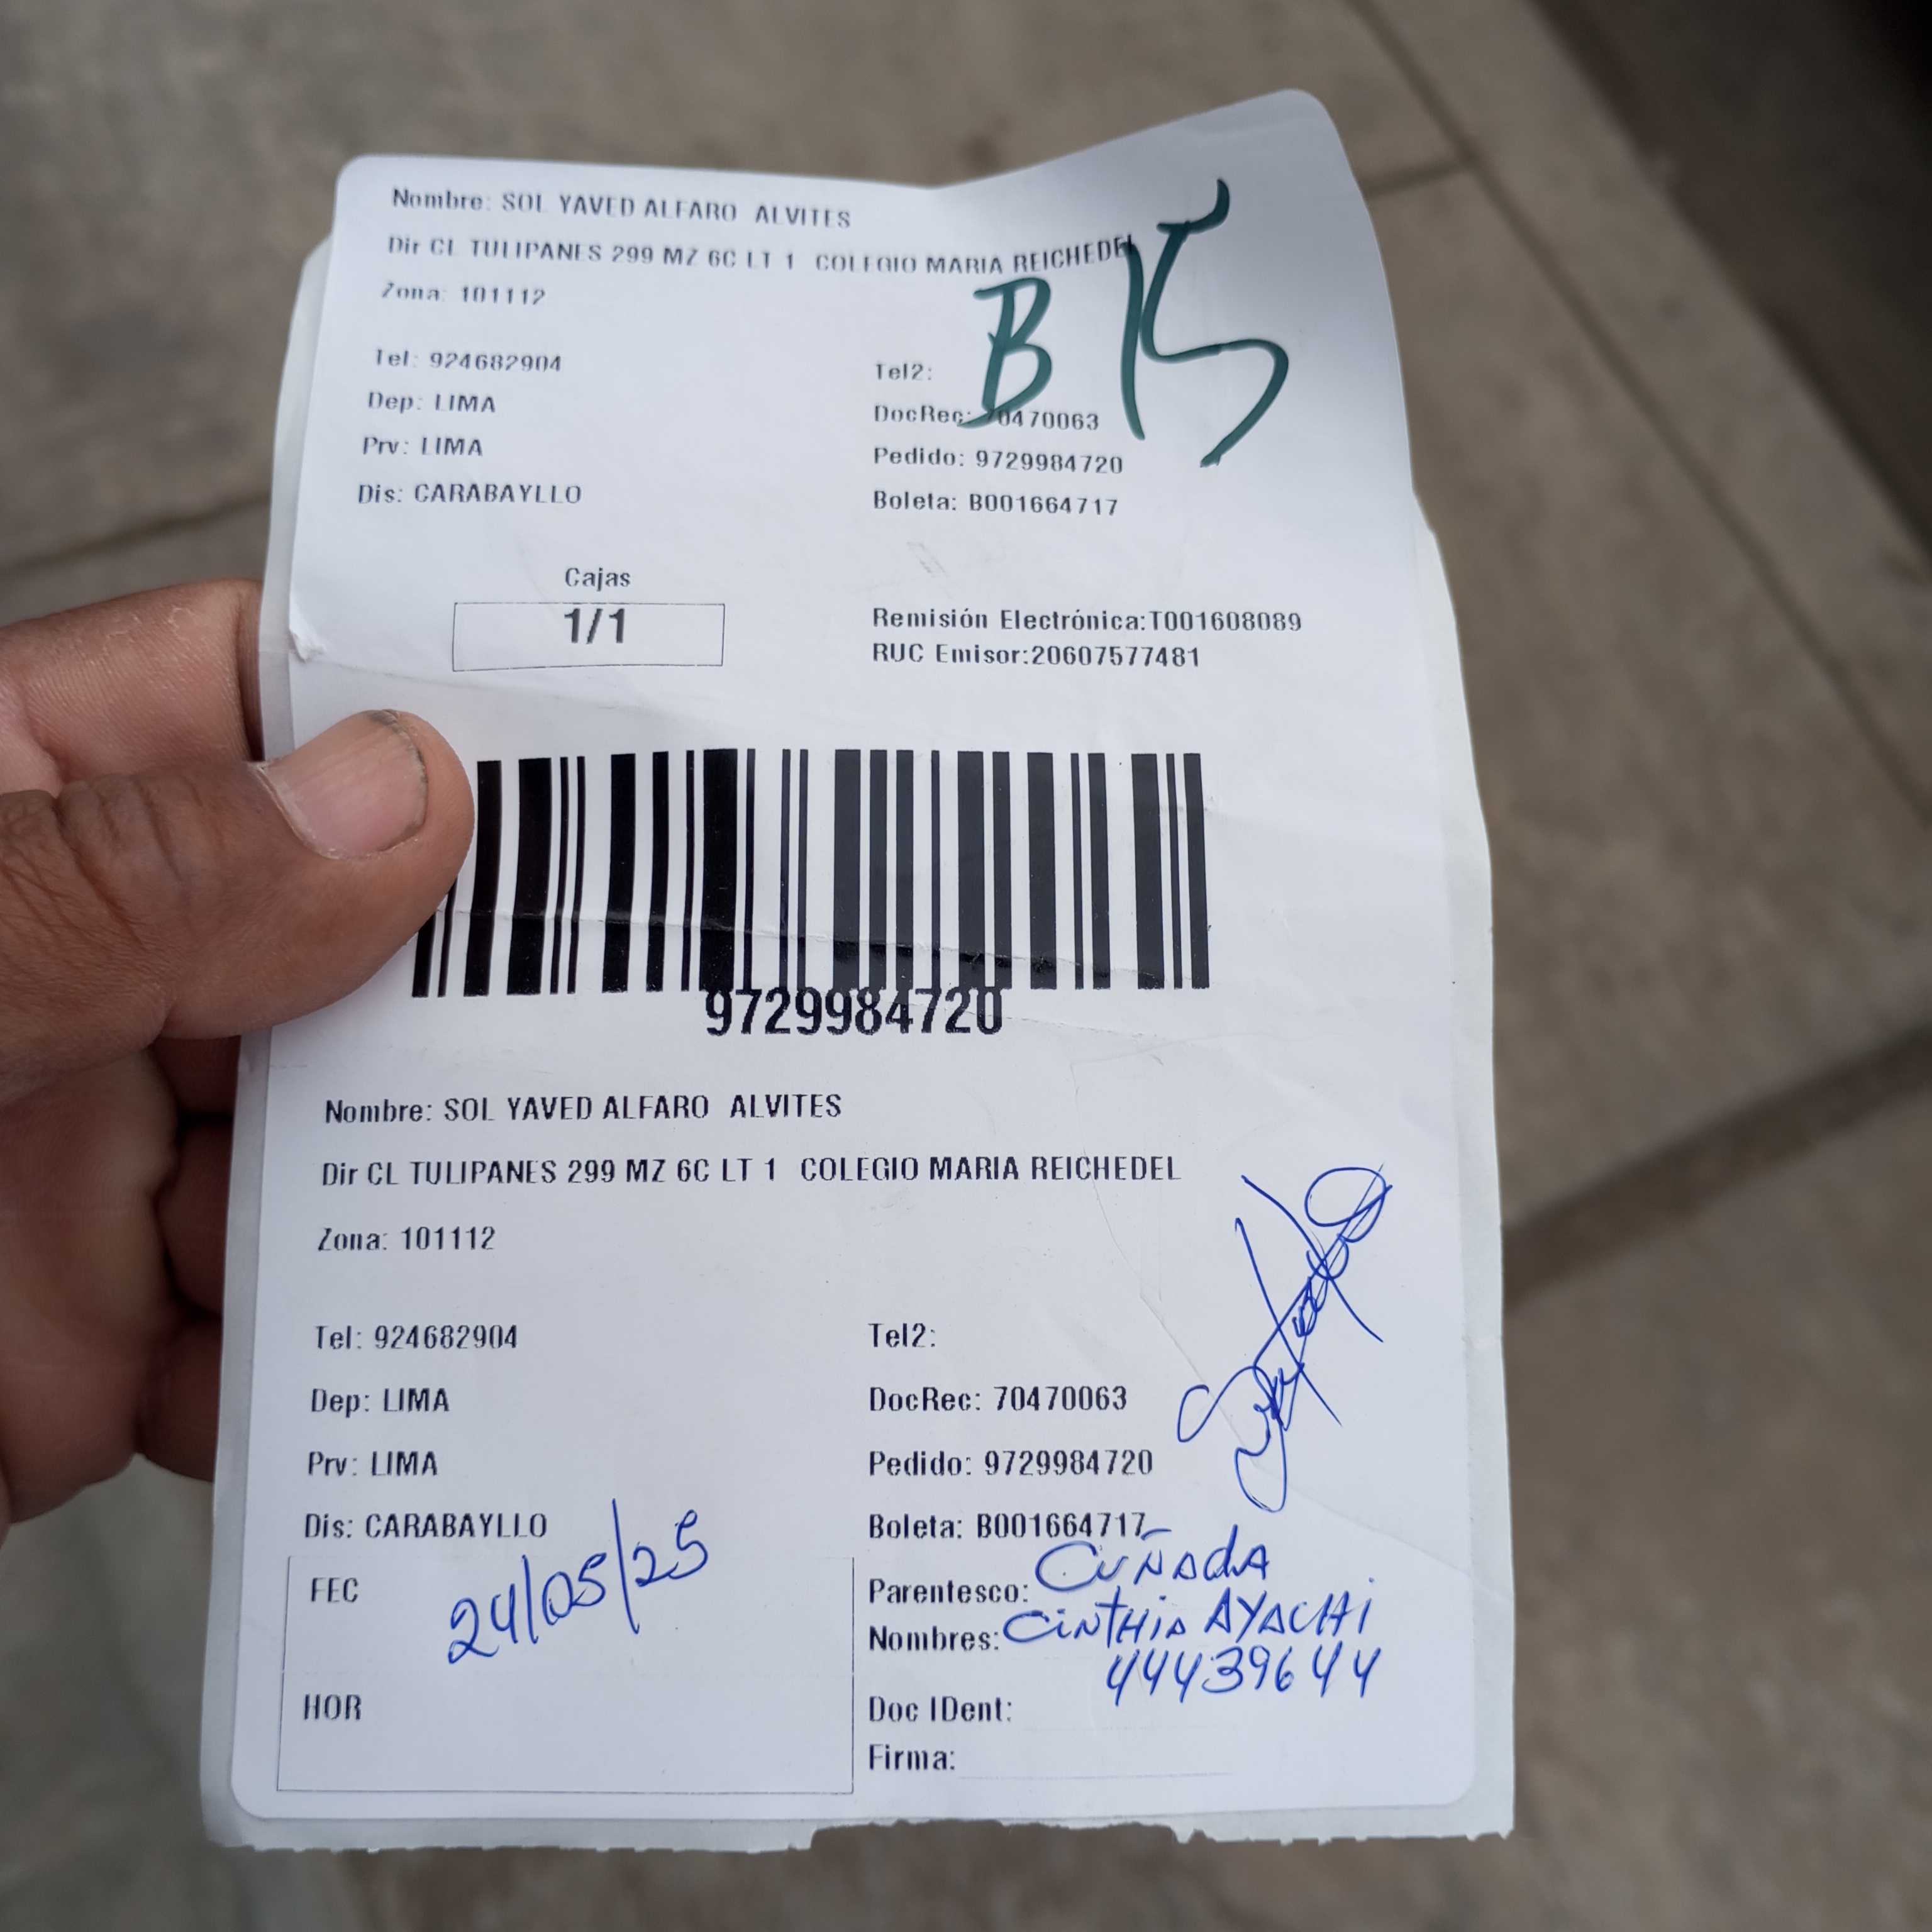 Nombre: SOL YAVED ALFARO ALVITES
Dir CL TULIPANES 299 MZ 6C LT 1 COLEGIO MARIA REICHEDEL
Zona: 101112
B 15
Tel: 924682904 Tel2:
Dep: LIMA DocRec: 70470063
Prv: LIMA Pedido: 9729984720
Dis: CARABAYLLO Boleta: B001664717
Cajas
1/1
Remisión Electrónica:T001608089
RUC Emisor:20607577481
9729984720
Nombre: SOL YAVED ALFARO ALVITES
Dir CL TULIPANES 299 MZ 6C LT 1 COLEGIO MARIA REICHEDEL
Zona: 101112
Tel: 924682904 Tel2:
Dep: LIMA DocRec: 70470063
Prv: LIMA Pedido: 9729984720
Dis: CARABAYLLO Boleta: B001664717
FEC 24/05/25
Parentesco: CUÑADA
Nombres: CINTHIA AYACHI
44439644
HOR
Doc IDent:
Firma: